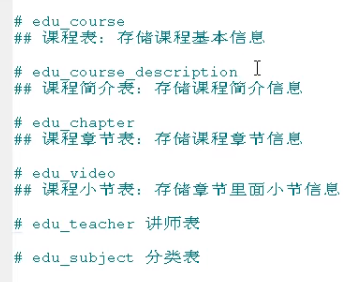 # edu_course
## 课程表：存储课程基本信息
# edu_course_description
## 课程简介表：存储课程简介信息
# edu_chapter
## 课程章节表：存储课程章节信息
# edu_video
## 课程小节表：存储章节里面小节信息
# edu_teacher 讲师表
# edu_subject 分类表